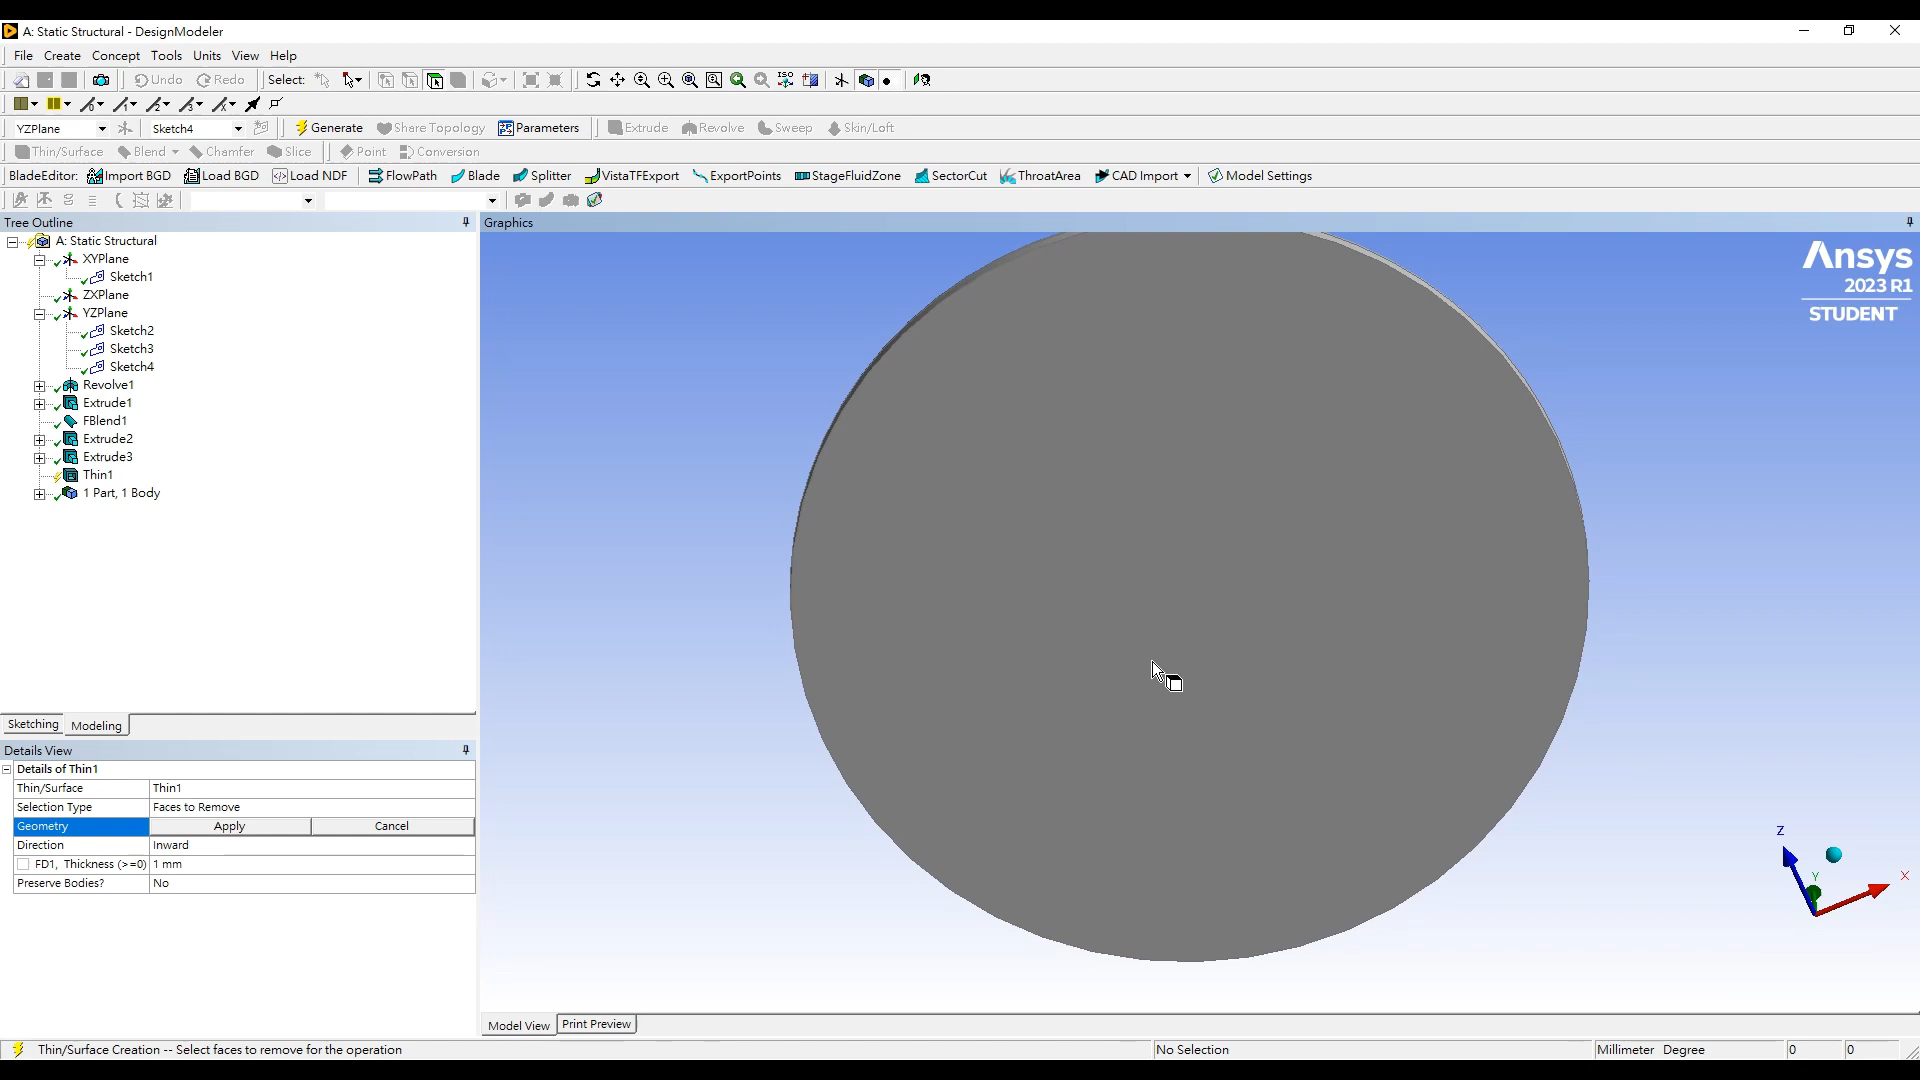 A: Static Structural - DesignModeler
File Create Concept Tools Units View Help
Undo Redo Select: ISO
YZPlane Sketch4 Generate Share Topology Parameters Extrude Revolve Sweep Skin/Loft
Thin/Surface Blend Chamfer Slice Point Conversion
BladeEditor: Import BGD Load BGD Load NDF FlowPath Blade Splitter VistaTFExport ExportPoints StageFluidZone SectorCut ThroatArea CAD Import Model Settings
Tree Outline
A: Static Structural
XYPlane
Sketch1
ZXPlane
YZPlane
Sketch2
Sketch3
Sketch4
Revolve1
Extrude1
FBlend1
Extrude2
Extrude3
Thin1
1 Part, 1 Body
Sketching Modeling
Details View
Details of Thin1
Thin/Surface Thin1
Selection Type Faces to Remove
Geometry Apply Cancel
Direction Inward
FD1, Thickness (>=0) 1 mm
Preserve Bodies? No
Graphics
Ansys
2023 R1
STUDENT
Z
Y
X
Model View Print Preview
Thin/Surface Creation -- Select faces to remove for the operation No Selection Millimeter Degree 0 0